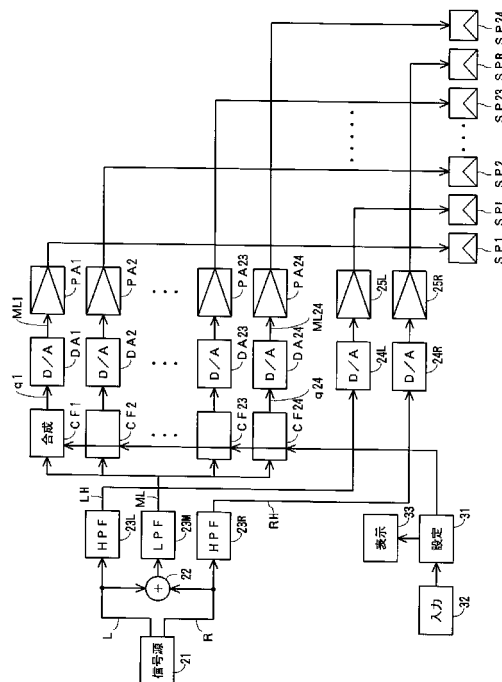 ML1
q1
合成
CF1
D/A
DA1
PA1
CF2
D/A
DA2
PA2
CF23
D/A
DA23
PA23
CF24
D/A
DA24
PA24
q24
ML24
LH
HPF
23L
ML
LPF
23M
HPF
23R
RH
22
L
R
信号源
21
D/A
24L
25L
D/A
24R
25R
表示
33
設定
31
入力
32
SP1
SPL
SP2
SP23
SPR
SP24